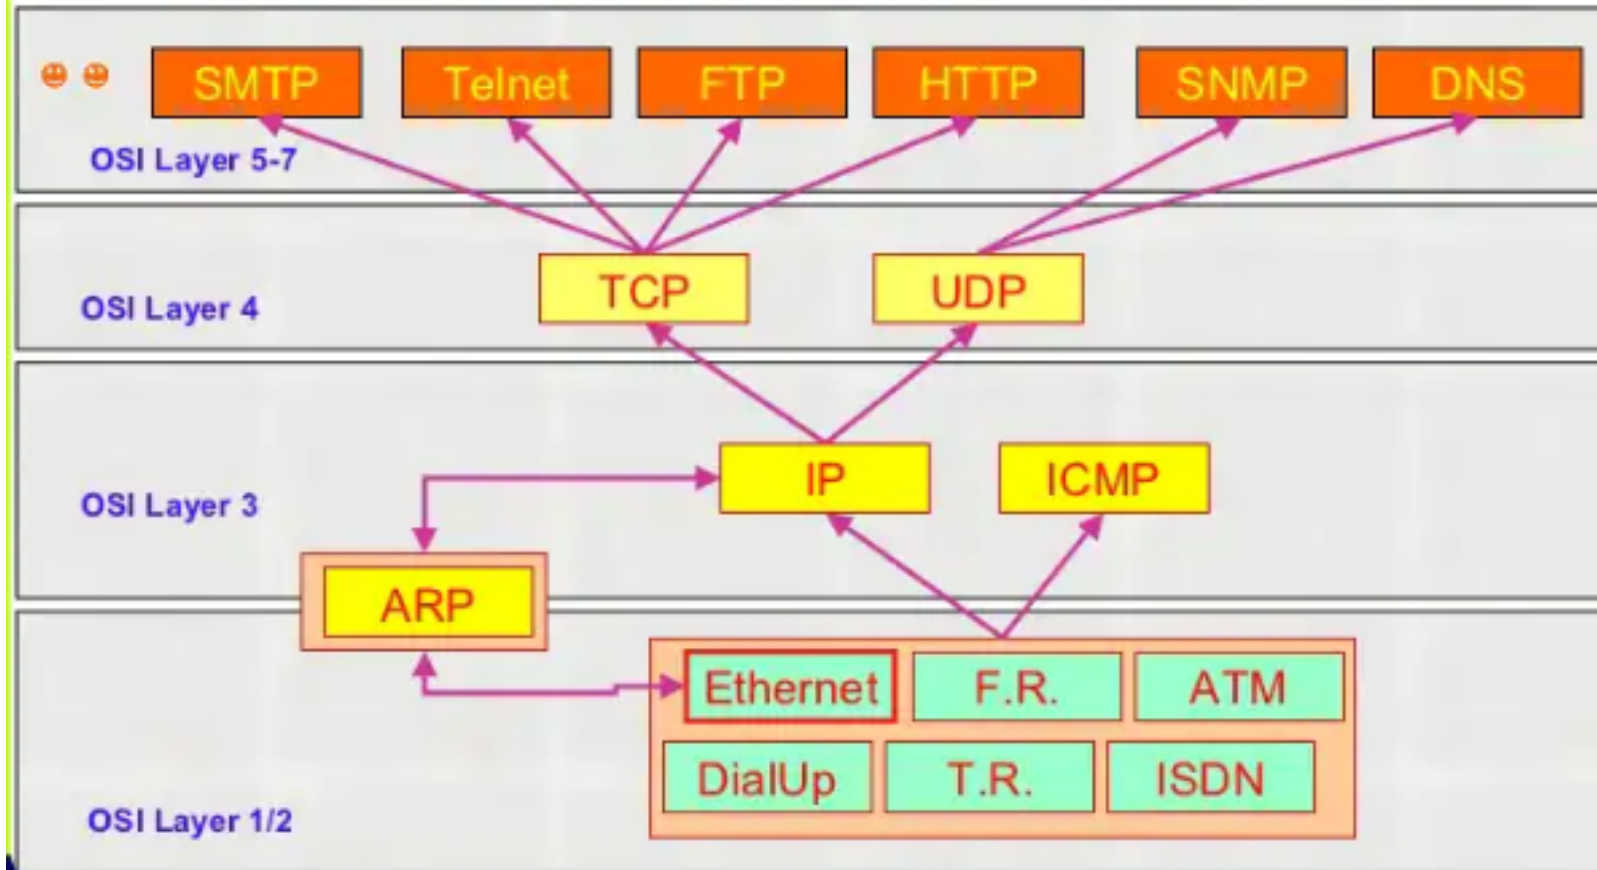 SMTP Telnet FTP HTTP SNMP DNS
OSI Layer 5-7
TCP UDP
OSI Layer 4
IP ICMP
OSI Layer 3
ARP
Ethernet F.R. ATM
DialUp T.R. ISDN
OSI Layer 1/2